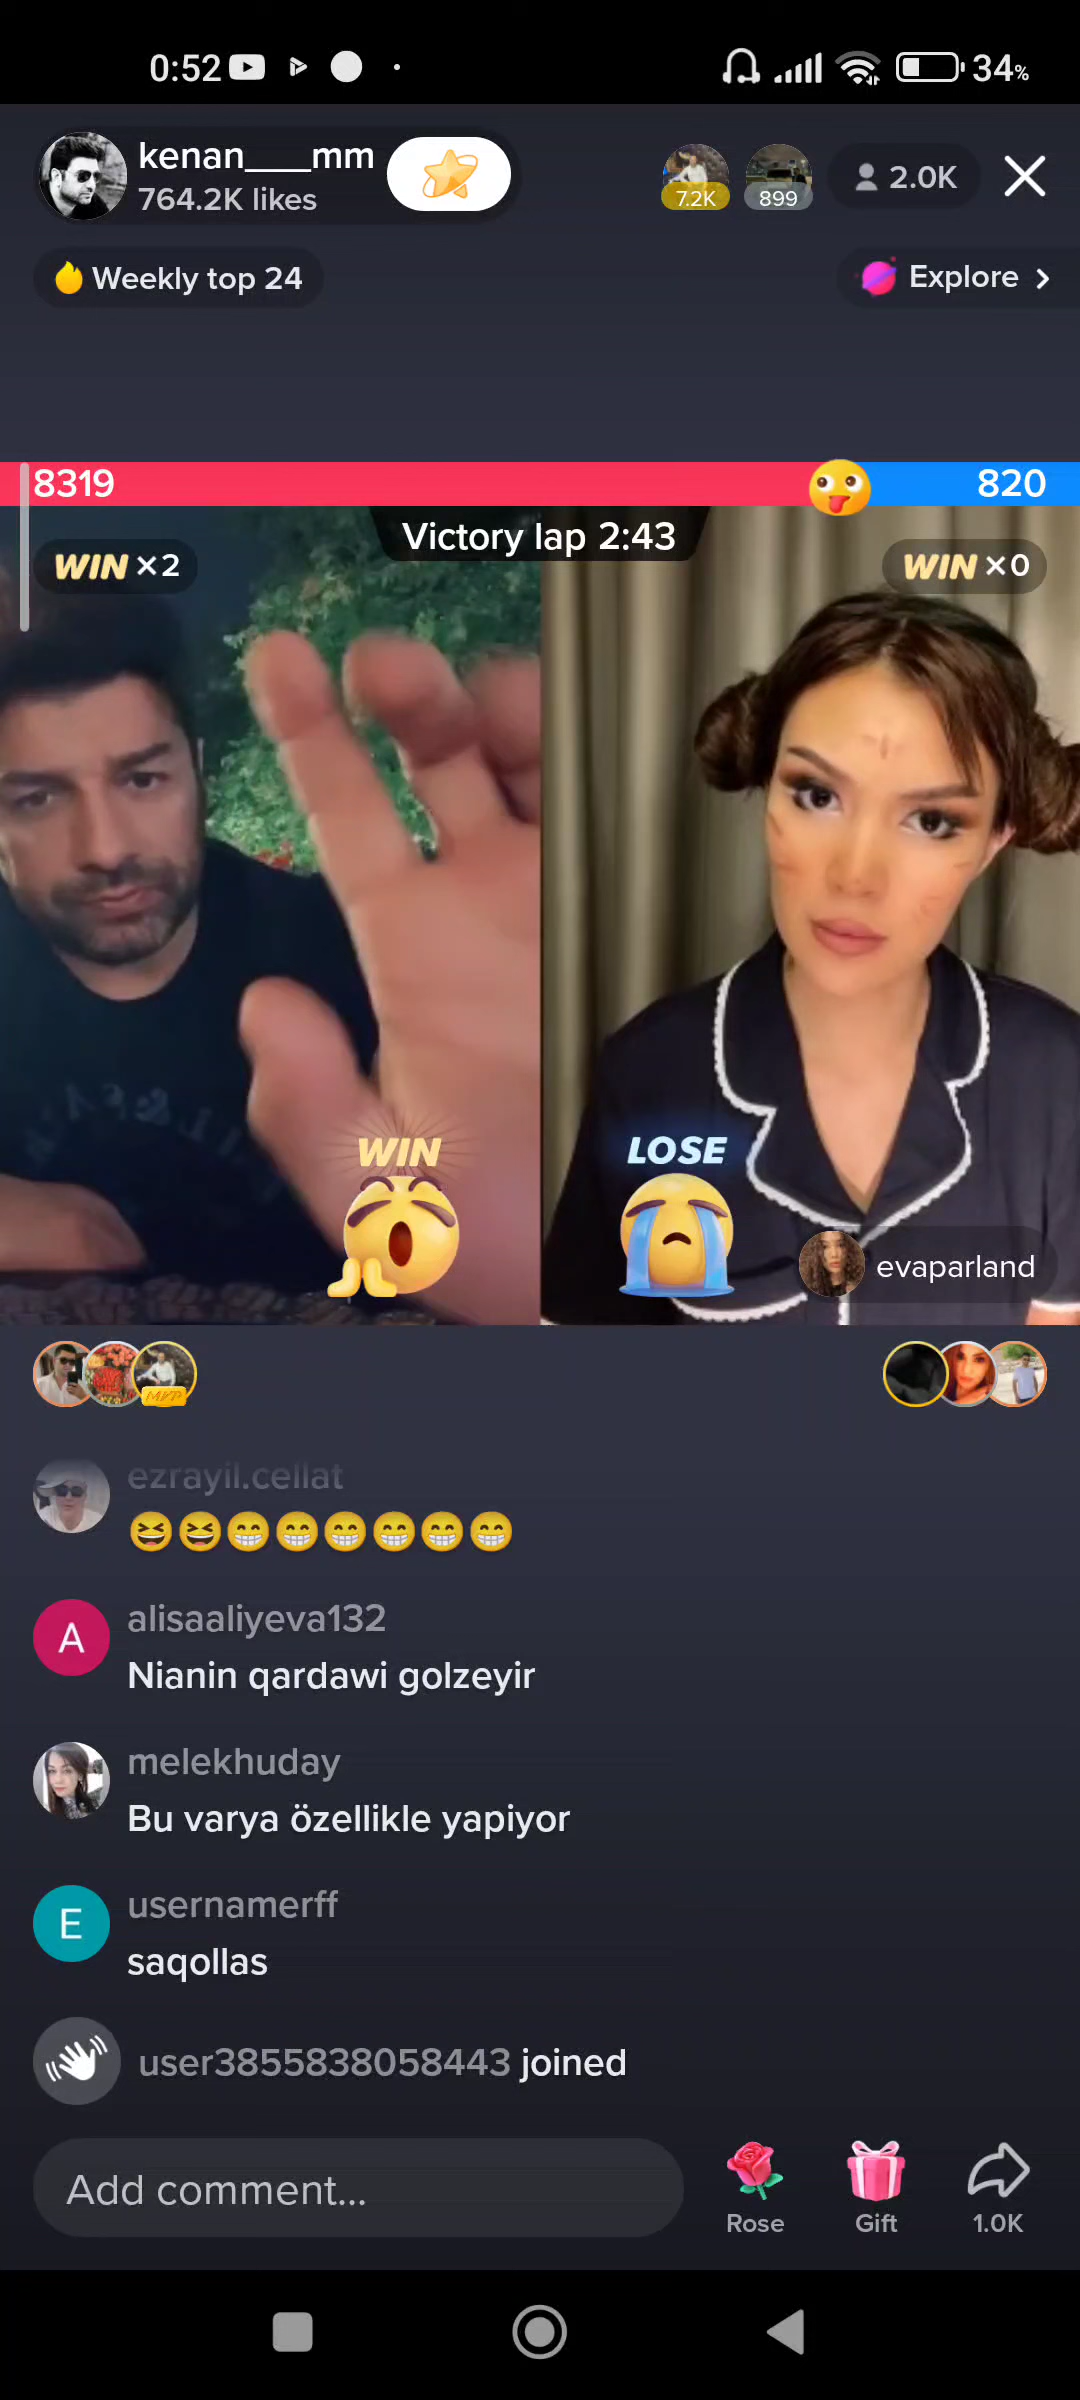 0:52
34%
kenan___mm
764.2K likes
7.2K
899
2.0K
Weekly top 24
Explore
8319
820
Victory lap 2:43
WIN ×2
WIN ×0
WIN
LOSE
evaparland
MVP
ezrayil.cellat
😆😆😁😁😁😁😁😁
A
alisaaliyeva132
Nianin qardawi golzeyir
melekhuday
Bu varya özellikle yapiyor
E
usernamerff
saqollas
user3855838058443 joined
Add comment...
Rose
Gift
1.0K